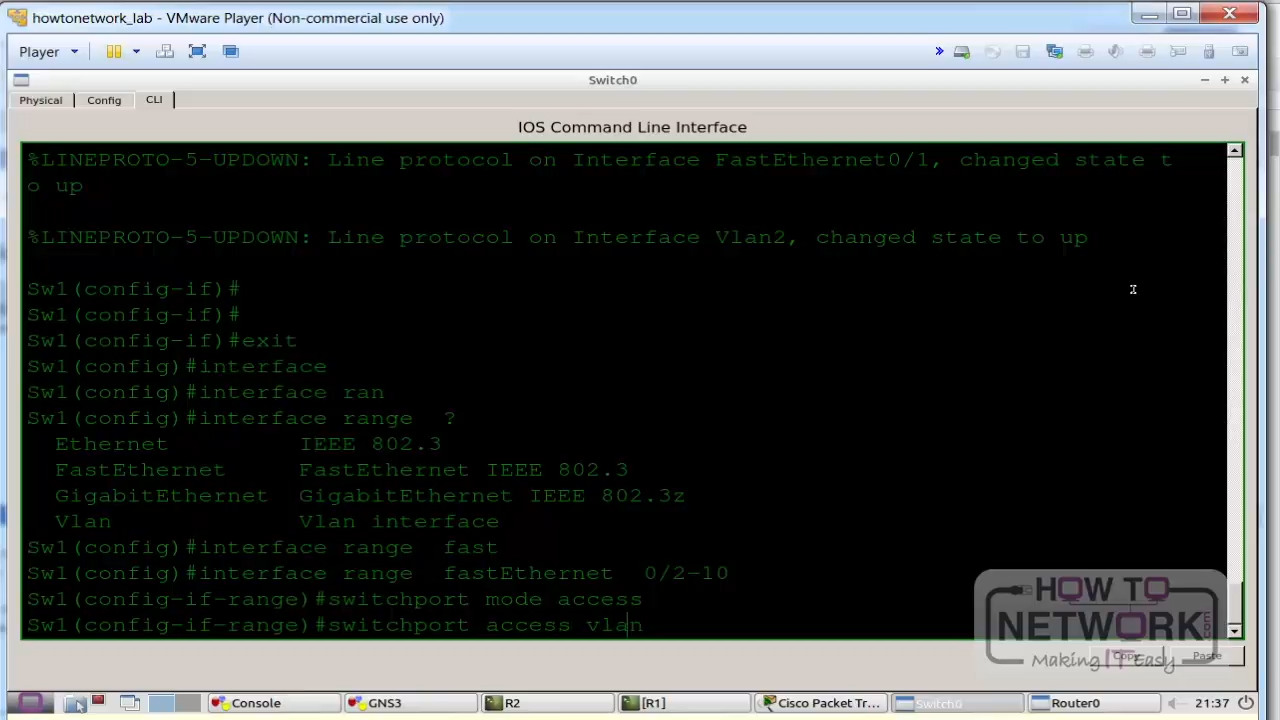 howtonetwork_lab - VMware Player (Non-commercial use only)
Player
Switch0
Physical Config CLI
IOS Command Line Interface
%LINEPROTO-5-UPDOWN: Line protocol on Interface FastEthernet0/1, changed state t
o up
%LINEPROTO-5-UPDOWN: Line protocol on Interface Vlan2, changed state to up
Sw1(config-if)#
Sw1(config-if)#
Sw1(config-if)#exit
Sw1(config)#interface
Sw1(config)#interface ran
Sw1(config)#interface range ?
Ethernet IEEE 802.3
FastEthernet FastEthernet IEEE 802.3
GigabitEthernet GigabitEthernet IEEE 802.3z
Vlan Vlan interface
Sw1(config)#interface range fast
Sw1(config)#interface range fastEthernet 0/2-10
Sw1(config-if-range)#switchport mode access
Sw1(config-if-range)#switchport access vlan
HOW TO
NETWORK.com
Making IT Easy
Copy Paste
Console GNS3 R2 [R1] Cisco Packet Tr... Switch0 Router0 21:37